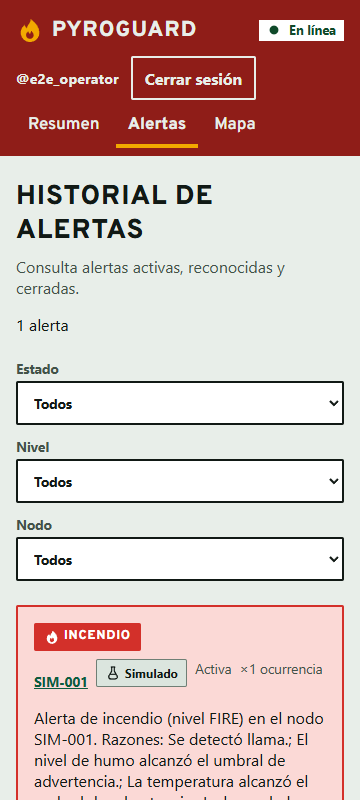 PYROGUARD
En línea
@e2e_operator
Cerrar sesión
Resumen Alertas Mapa
HISTORIAL DE
ALERTAS
Consulta alertas activas, reconocidas y
cerradas.
1 alerta
Estado
Todos
Nivel
Todos
Nodo
Todos
INCENDIO
SIM-001 Simulado Activa ×1 ocurrencia
Alerta de incendio (nivel FIRE) en el nodo
SIM-001. Razones: Se detectó llama.; El
nivel de humo alcanzó el umbral de
advertencia.; La temperatura alcanzó el